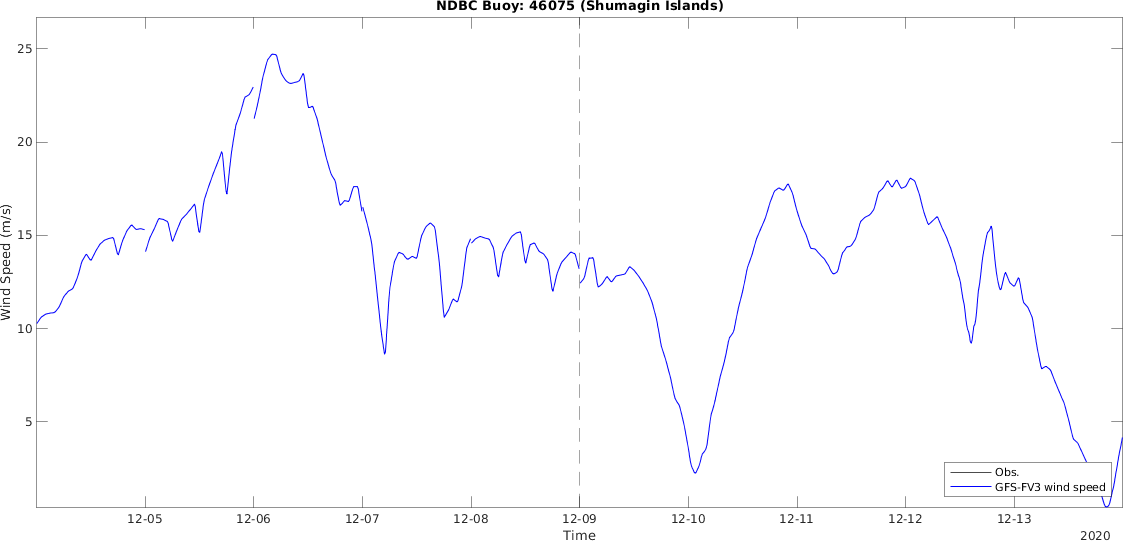 NDBC Buoy: 46075 (Shumagin Islands)
25
20
15
10
5
Wind Speed (m/s)
Obs.
GFS-FV3 wind speed
12-05 12-06 12-07 12-08 12-09 12-10 12-11 12-12 12-13
Time
2020